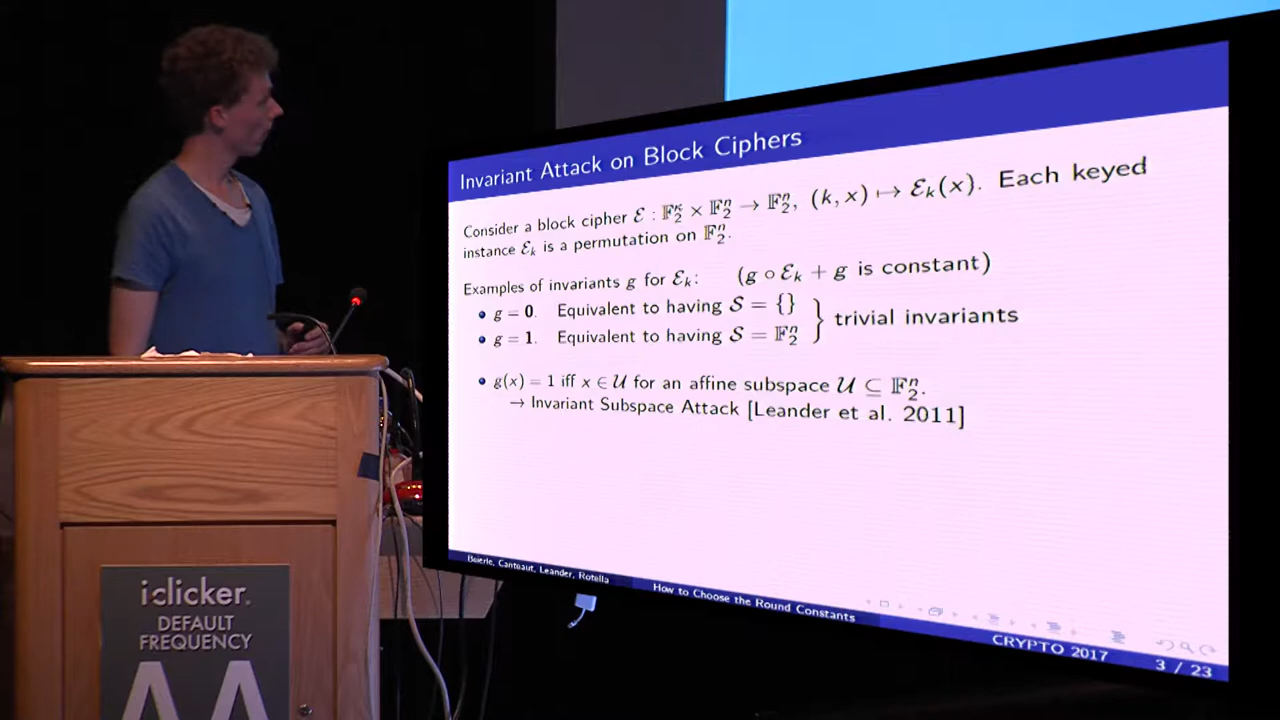 Invariant Attack on Block Ciphers
Consider a block cipher ℰ : 𝔽₂^κ × 𝔽₂ⁿ → 𝔽₂ⁿ, (k, x) ↦ ℰₖ(x). Each keyed
instance ℰₖ is a permutation on 𝔽₂ⁿ.
Examples of invariants g for ℰₖ: (g ∘ ℰₖ + g is constant)
• g = 0. Equivalent to having 𝒮 = {}
• g = 1. Equivalent to having 𝒮 = 𝔽₂ⁿ
} trivial invariants
• g(x) = 1 iff x ∈ 𝒰 for an affine subspace 𝒰 ⊆ 𝔽₂ⁿ.
→ Invariant Subspace Attack [Leander et al. 2011]
Beierle, Canteaut, Leander, Rotella
How to Choose the Round Constants
CRYPTO 2017
3 / 23
iclicker.
DEFAULT
FREQUENCY
AA